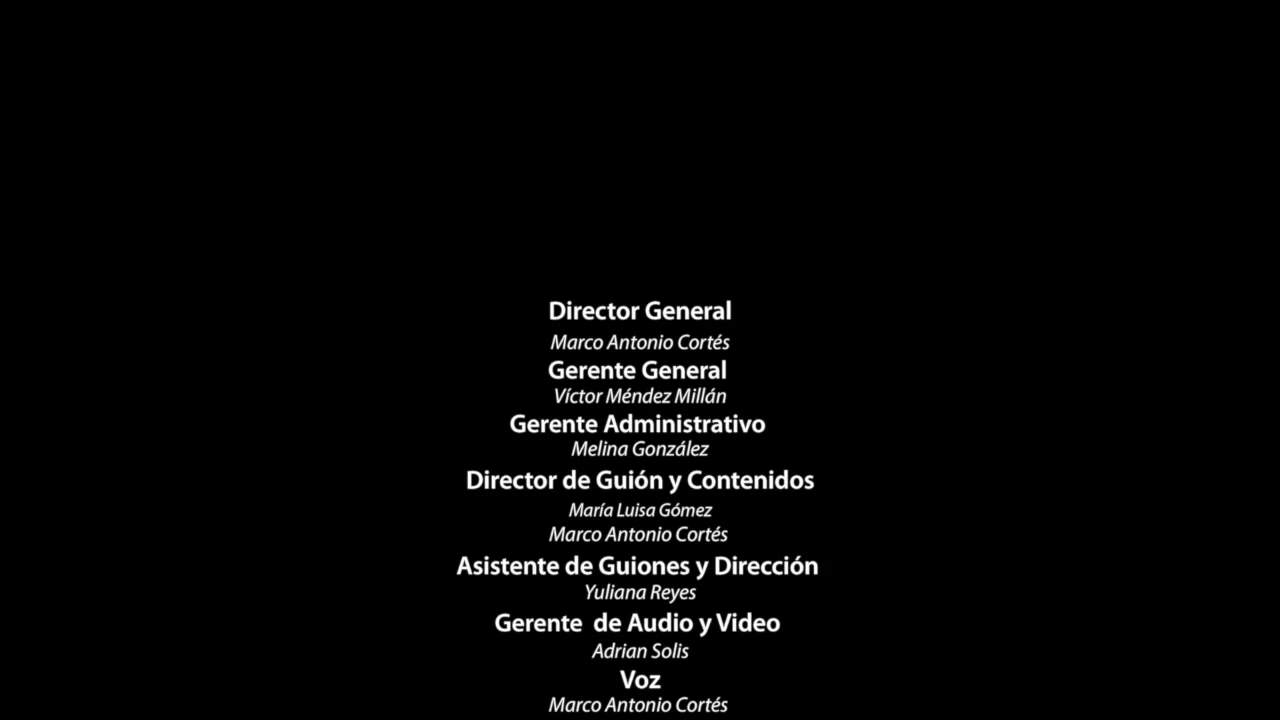 Director General
Marco Antonio Cortés
Gerente General
Víctor Méndez Millán
Gerente Administrativo
Melina González
Director de Guión y Contenidos
María Luisa Gómez
Marco Antonio Cortés
Asistente de Guiones y Dirección
Yuliana Reyes
Gerente  de Audio y Video
Adrian Solis
Voz
Marco Antonio Cortés